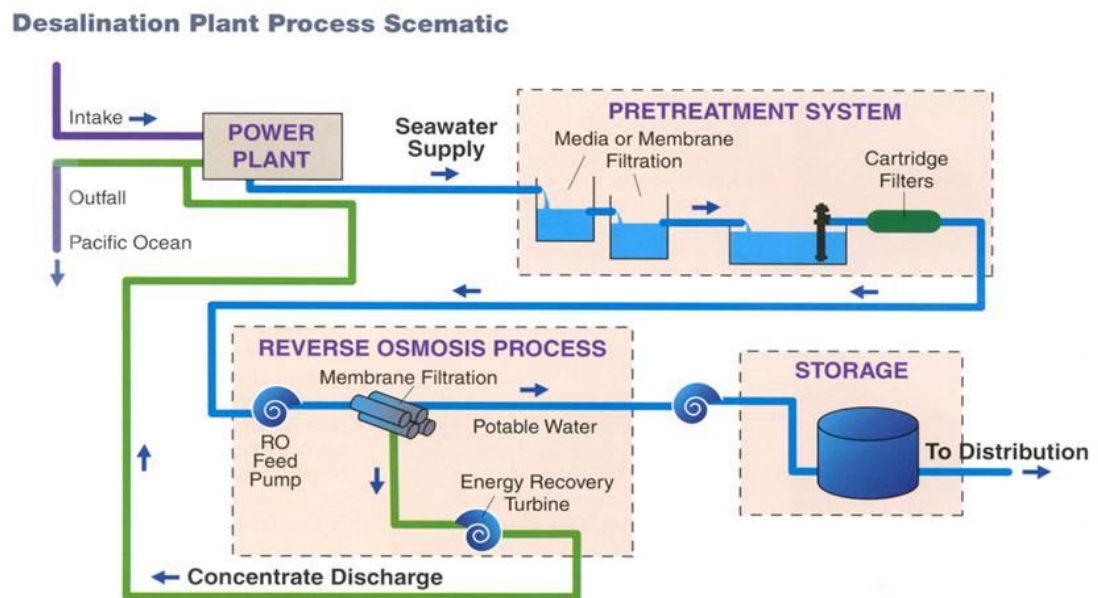 Desalination Plant Process Scematic
Intake
POWER
PLANT
Outfall
Pacific Ocean
Seawater
Supply
PRETREATMENT SYSTEM
Media or Membrane
Filtration
Cartridge
Filters
REVERSE OSMOSIS PROCESS
Membrane Filtration
RO
Feed
Pump
Potable Water
Energy Recovery
Turbine
STORAGE
To Distribution
Concentrate Discharge